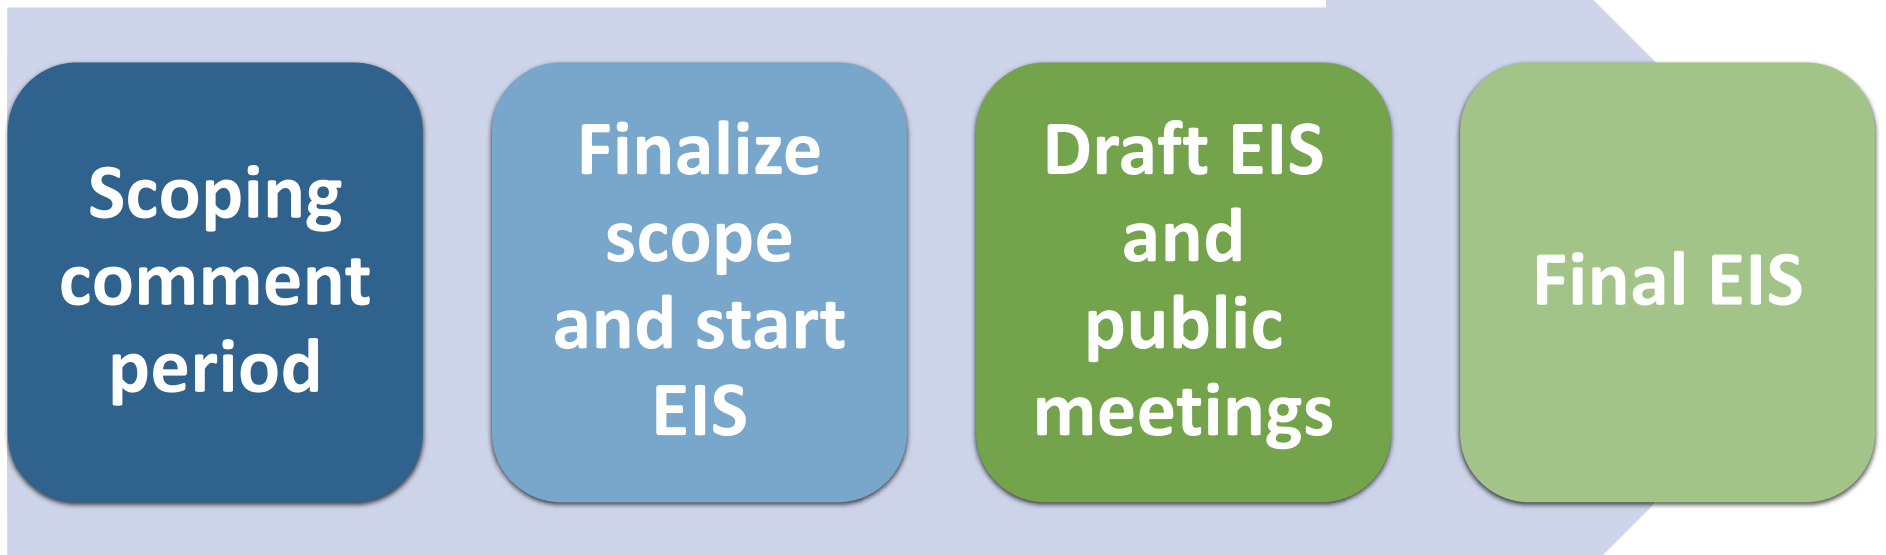 Scoping
comment
period
Finalize
scope
and start
EIS
Draft EIS
and
public
meetings
Final EIS